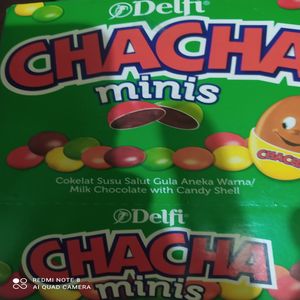 Delfi
CHACHA
minis
CHACHA
Cokelat Susu Salut Gula Aneka Warna/
Milk Chocolate with Candy Shell
Delfi
CHACHA
minis
REDMI NOTE 8
AI QUAD CAMERA